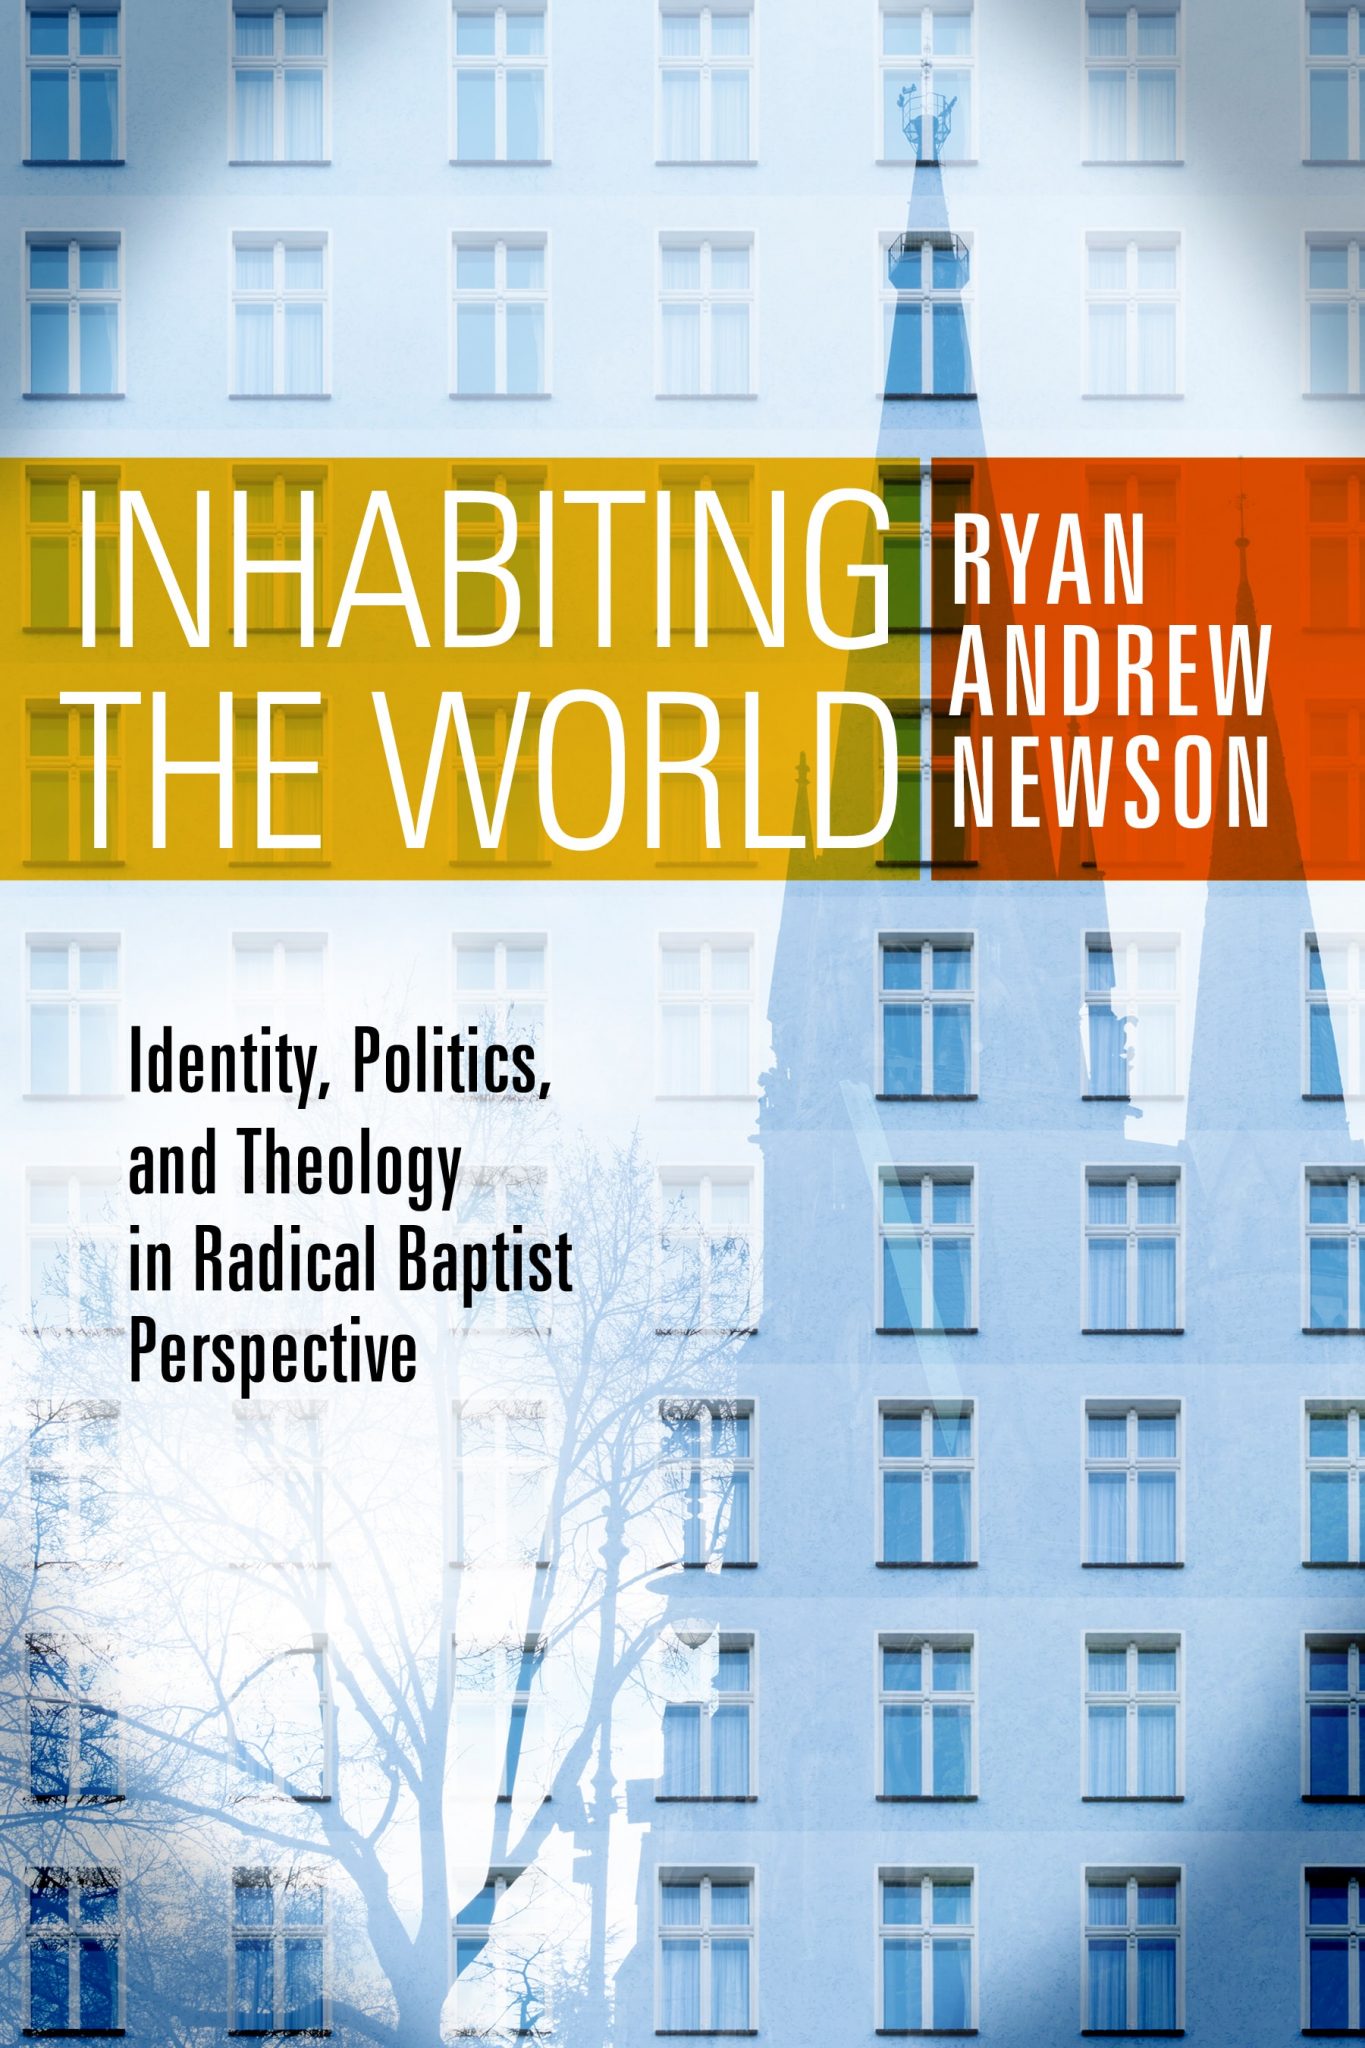 INHABITING
THE WORLD
RYAN
ANDREW
NEWSON
Identity, Politics,
and Theology
in Radical Baptist
Perspective